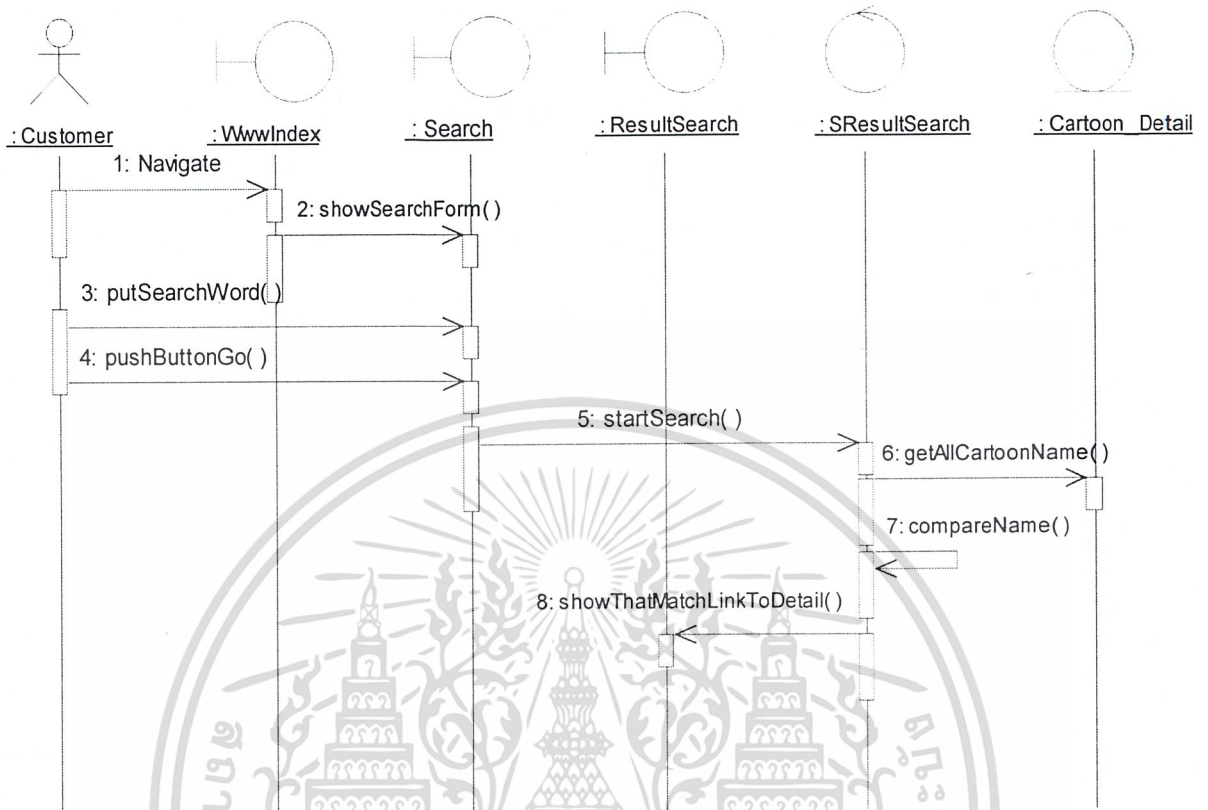 : Customer
: WwwIndex
: Search
: ResultSearch
: SResultSearch
: Cartoon_Detail
1: Navigate
2: showSearchForm( )
3: putSearchWord( )
4: pushButtonGo( )
5: startSearch( )
6: getAllCartoonName( )
7: compareName( )
8: showThatMatchLinkToDetail( )